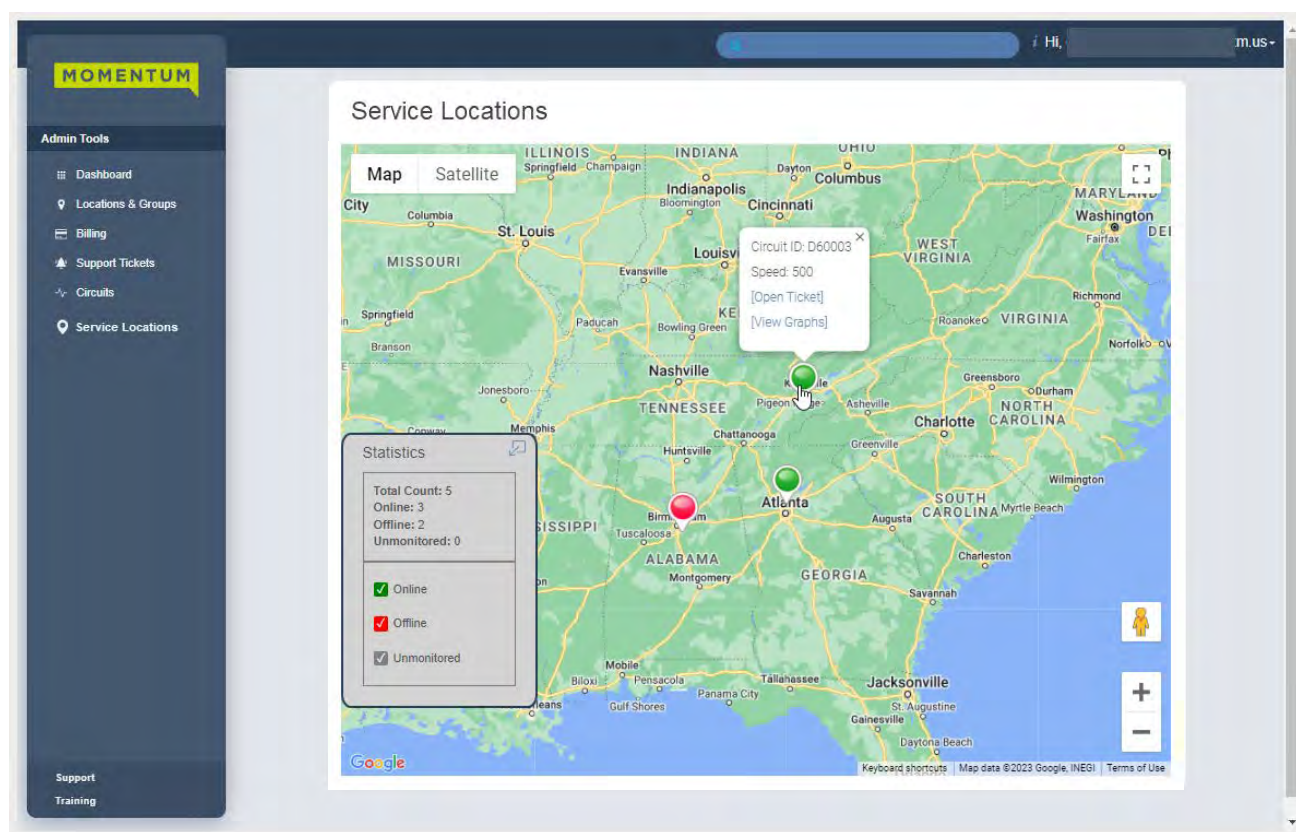 Hi,
m.us
MOMENTUM
Admin Tools
Dashboard
Locations & Groups
Billing
Support Tickets
Circuits
Service Locations
Support
Training
Service Locations
Map
Satellite
ILLINOIS
INDIANA
OHIO
Springfield
Champaign
Dayton
Columbus
Indianapolis
Bloomington
Cincinnati
MARYLAND
City
Columbia
Washington
St. Louis
Fairfax
DEL
MISSOURI
WEST
VIRGINIA
Evansville
Richmond
Springfield
Paducah
Bowling Green
Roanoke
VIRGINIA
Norfolk
Branson
Nashville
Greensboro
Durham
Jonesboro
TENNESSEE
Asheville
NORTH
CAROLINA
Charlotte
Conway
Memphis
Chattanooga
Greenville
Huntsville
Wilmington
Atlanta
SOUTH
CAROLINA
Myrtle Beach
Augusta
SISSIPPI
Tuscaloosa
Charleston
ALABAMA
Montgomery
GEORGIA
Savannah
Mobile
Biloxi
Pensacola
Tallahassee
Jacksonville
Panama City
Gulf Shores
St. Augustine
Gainesville
Daytona Beach
Circuit ID: D60003
Speed: 500
[Open Ticket]
[View Graphs]
Statistics
Total Count: 5
Online: 3
Offline: 2
Unmonitored: 0
Online
Offline
Unmonitored
Google
Keyboard shortcuts
Map data ©2023 Google, INEGI
Terms of Use